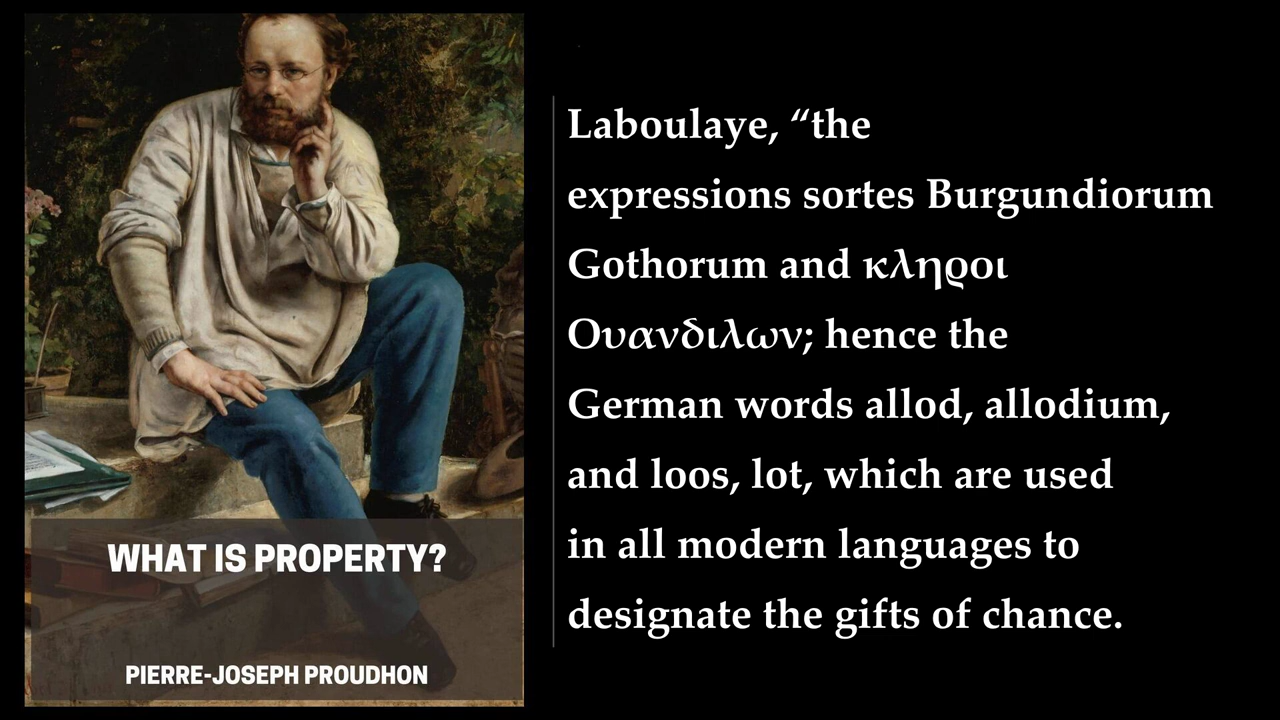 WHAT IS PROPERTY?
PIERRE-JOSEPH PROUDHON
Laboulaye, “the
expressions sortes Burgundiorum
Gothorum and κληροι
Ουανδιλων; hence the
German words allod, allodium,
and loos, lot, which are used
in all modern languages to
designate the gifts of chance.